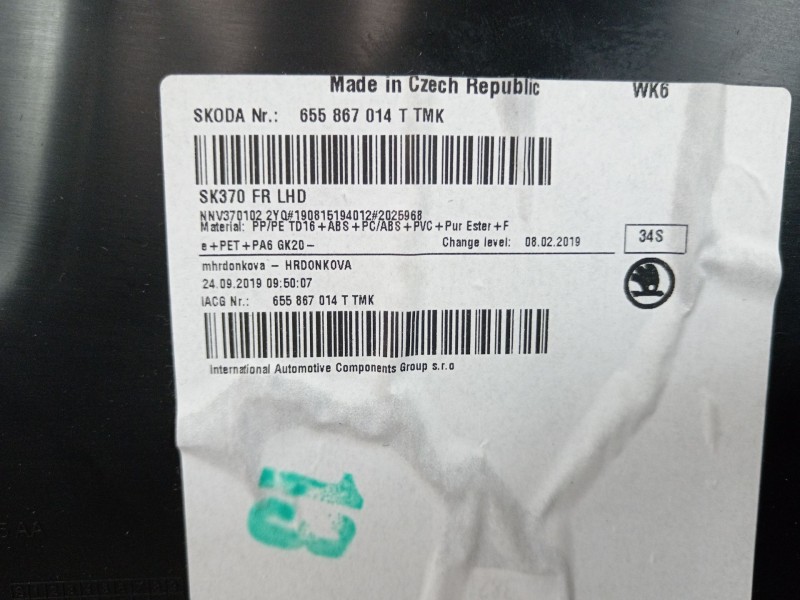 Made in Czech Republic WK6
SKODA Nr.: 655 867 014 T TMK
SK370 FR LHD
NNV370102 2YQ#190815194012#2025968
Material: PP/PE TD16+ABS+PC/ABS+PVC+Pur Ester+F
e+PET+PA6 GK20- Change level: 08.02.2019 34S
mhrdonkova - HRDONKOVA
24.09.2019 09:50:07
IACG Nr.: 655 867 014 T TMK
International Automotive Components Group s.r.o